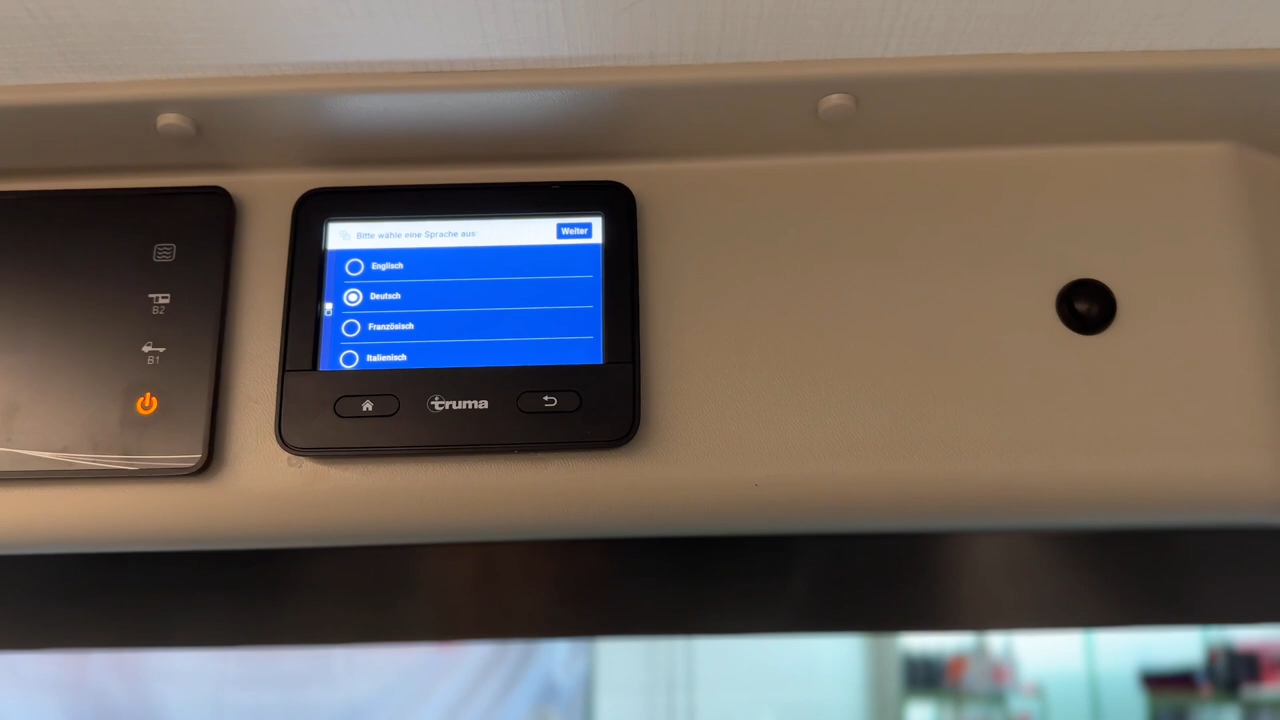 Bitte wähle eine Sprache aus:
Weiter
Englisch
Deutsch
Französisch
Italienisch
truma
B2
B1